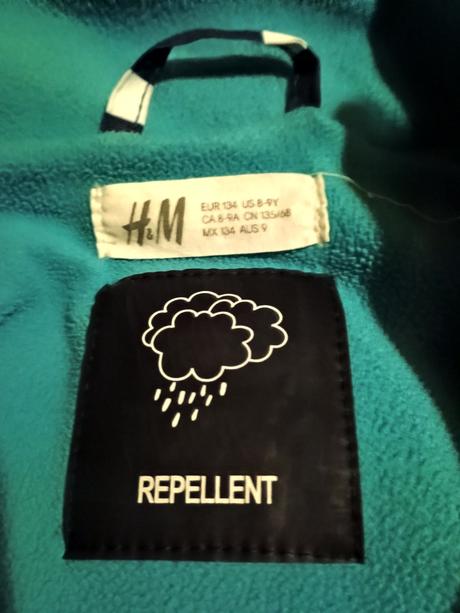 H&M
EUR 134 US 8-9Y
CA 8-9A CN 135/68
MX 134 AUS 9
REPELLENT